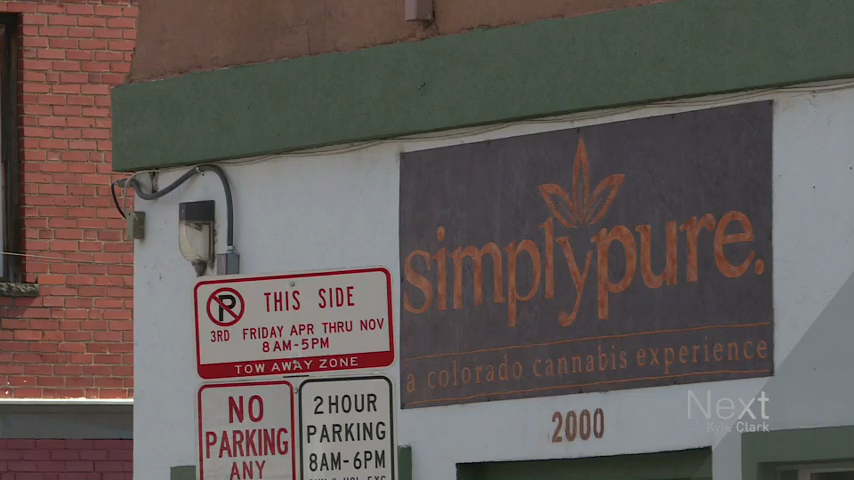 simplypure.
a colorado cannabis experience
2000
P THIS SIDE
3RD FRIDAY APR THRU NOV
8AM-5PM
TOW AWAY ZONE
NO
PARKING
ANY
2 HOUR
PARKING
8AM-6PM
Next
Kyle Clark